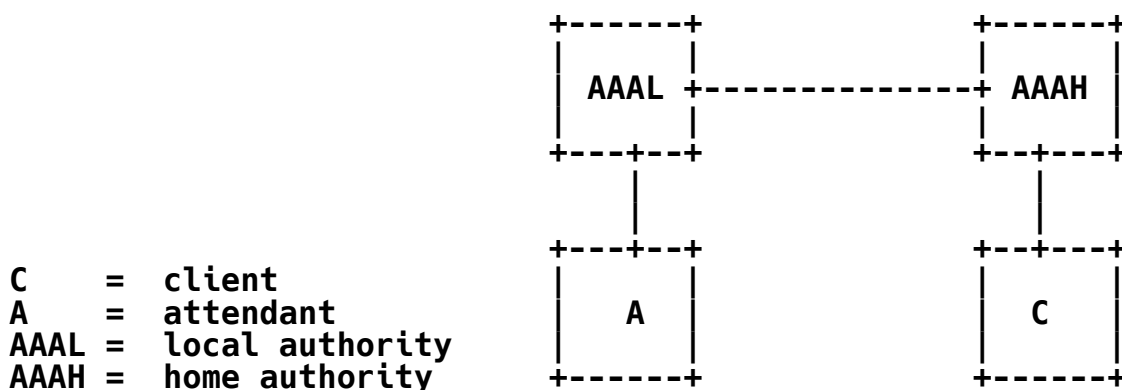 AAAL AAAH
C = client
A = attendant
A C
AAAL = local authority
AAAH = home authority